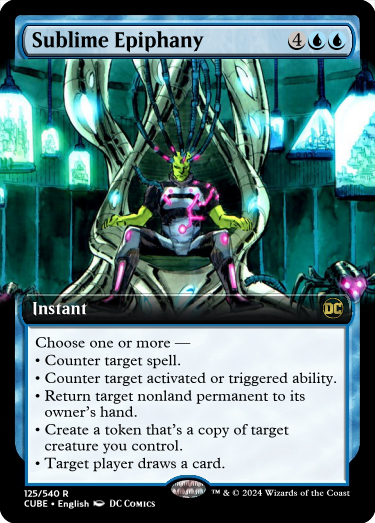 Sublime Epiphany 4
Instant DC
Choose one or more —
• Counter target spell.
• Counter target activated or triggered ability.
• Return target nonland permanent to its
owner's hand.
• Create a token that's a copy of target
creature you control.
• Target player draws a card.
125/540 R
CUBE • English DC COMICS
™ & © 2024 Wizards of the Coast